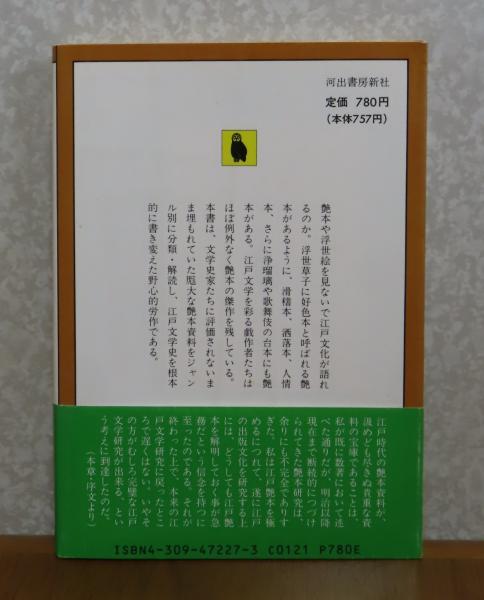 河出書房新社
定価 780円
(本体757円)
艶本や浮世絵を見ないで江戸文化が語れ
るのか。浮世草子に好色本と呼ばれる艶
本があるように、滑稽本、洒落本、人情
本、さらに浄瑠璃や歌舞伎の台本にも艶
本がある。江戸文学を彩る戯作者たちは
ほぼ例外なく艶本の傑作を残している。
本書は、文学史家たちに評価されないま
ま埋もれていた厖大な艶本資料をジャン
ル別に分類・解読し、江戸文学史を根本
的に書き変えた野心的労作である。
江戸時代の艶本資料が、
汲めども尽きぬ貴重な資
料の宝庫であることは、
私が既に数著において述
べた通りだが、明治以降
現在まで断続的につづけ
られてきた艶本研究は、
余りにも不完全でありす
ぎた。私は江戸艶本を極
めるにつれて、遂に江戸
の出版文化を研究する上
には、どうしても江戸艶
本を解明しておく事が急
務だという信念を持つに
至ったのである。それが
終わった上で、本来の江
戸文学研究に戻ったとこ
ろで遅くはない。いやそ
の方がむしろ完璧な江戸
文学研究が出来る、とい
う考えに到達したのだ。
(本章・序文より)
ISBN4-309-47227-3 C0121 P780E